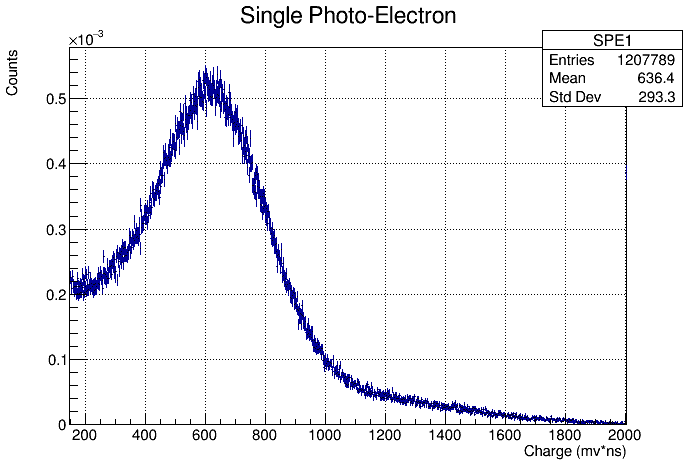 Single Photo-Electron
×10⁻³
Counts
SPE1
Entries 1207789
Mean 636.4
Std Dev 293.3
0.5
0.4
0.3
0.2
0.1
0
200 400 600 800 1000 1200 1400 1600 1800 2000
Charge (mv*ns)